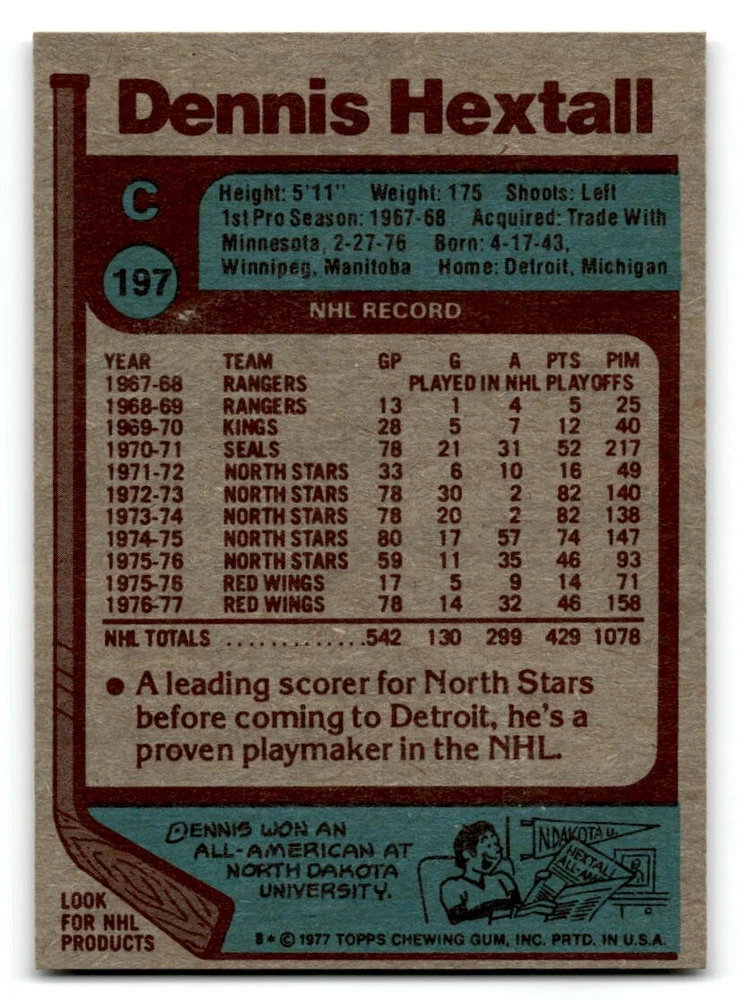 Dennis Hextall
C
197
Height: 5'11" Weight: 175 Shoots: Left
1st Pro Season: 1967-68 Acquired: Trade With
Minnesota, 2-27-76 Born: 4-17-43,
Winnipeg, Manitoba Home: Detroit, Michigan
NHL RECORD
YEAR TEAM GP G A PTS PIM
1967-68 RANGERS PLAYED IN NHL PLAYOFFS
1968-69 RANGERS 13 1 4 5 25
1969-70 KINGS 28 5 7 12 40
1970-71 SEALS 78 21 31 52 217
1971-72 NORTH STARS 33 6 10 16 49
1972-73 NORTH STARS 78 30 2 82 140
1973-74 NORTH STARS 78 20 2 82 138
1974-75 NORTH STARS 80 17 57 74 147
1975-76 NORTH STARS 59 11 35 46 93
1975-76 RED WINGS 17 5 9 14 71
1976-77 RED WINGS 78 14 32 46 158
NHL TOTALS .............542 130 299 429 1078
● A leading scorer for North Stars
before coming to Detroit, he's a
proven playmaker in the NHL.
DENNIS WON AN
ALL-AMERICAN AT
NORTH DAKOTA
UNIVERSITY.
N.DAKOTA U.
HEXTALL
ALL-AM
LOOK
FOR NHL
PRODUCTS
8 * © 1977 TOPPS CHEWING GUM, INC. PRTD. IN U.S.A.